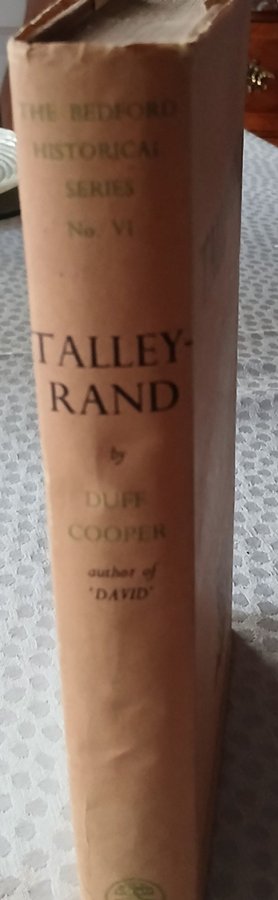 THE BEDFORD
HISTORICAL
SERIES
No. VI
TALLEY-
RAND
by
DUFF
COOPER
author of
'DAVID'